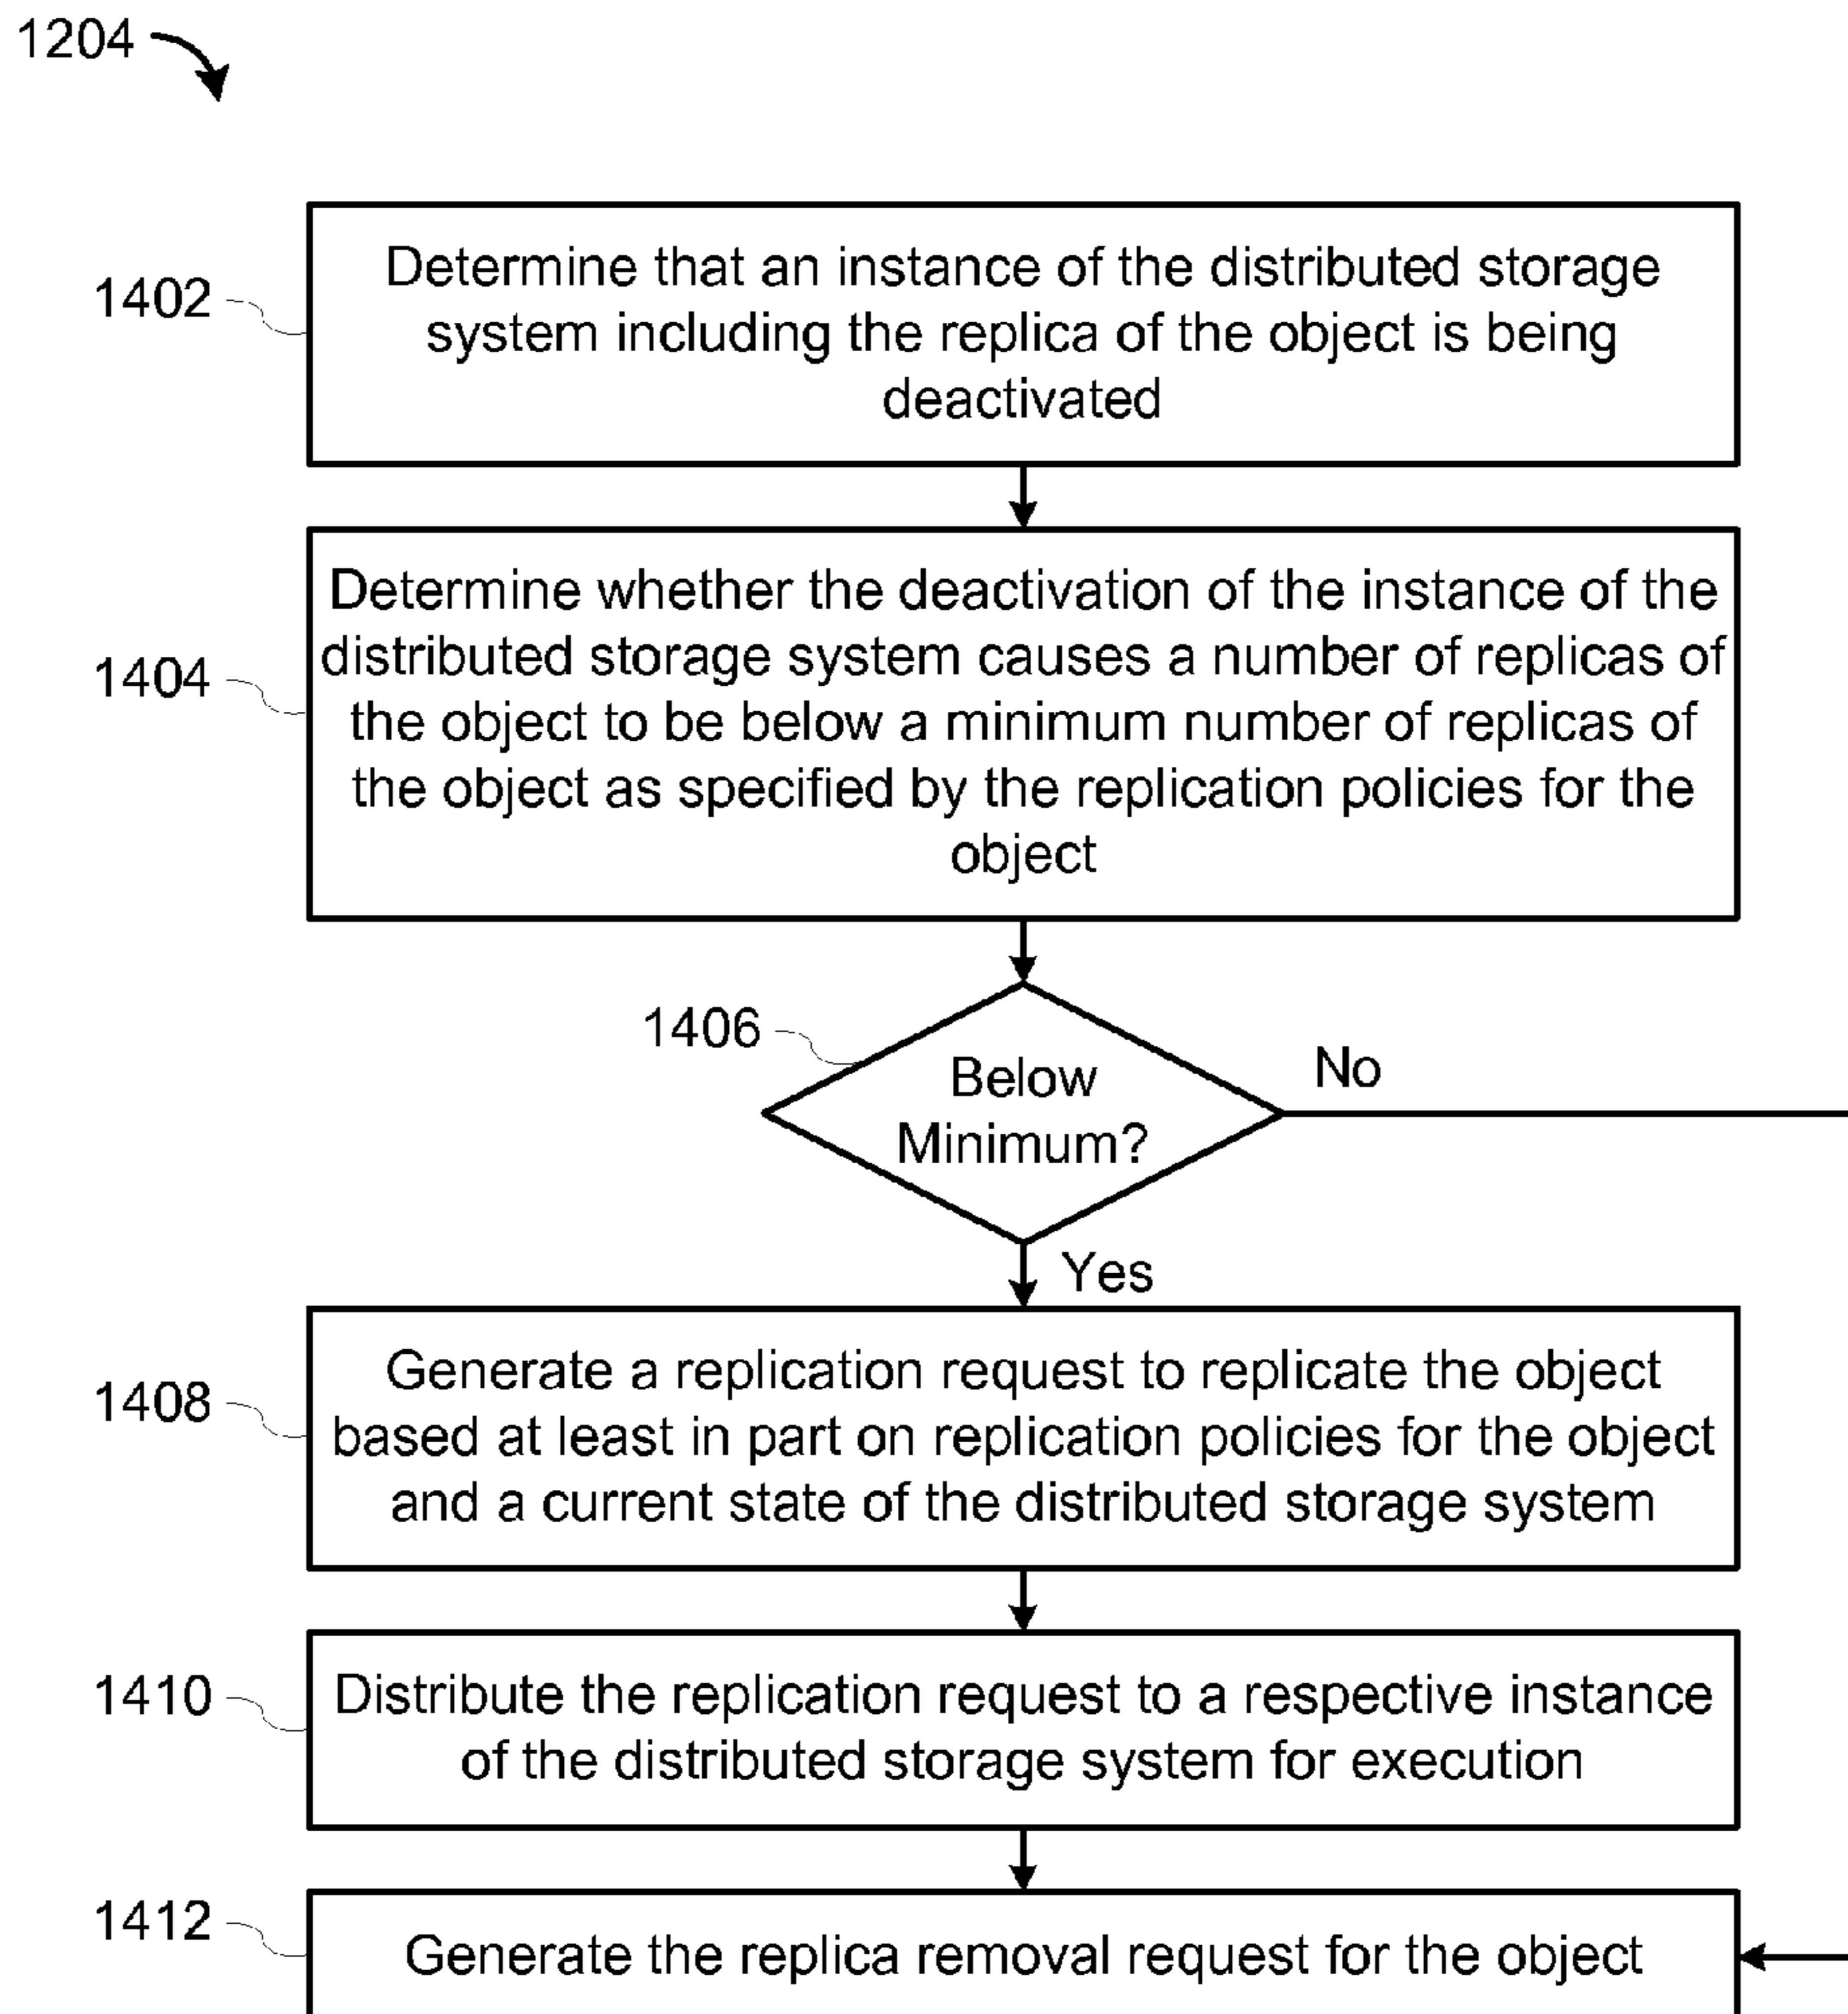 1204
1402
Determine that an instance of the distributed storage
system including the replica of the object is being
deactivated
1404
Determine whether the deactivation of the instance of the
distributed storage system causes a number of replicas of
the object to be below a minimum number of replicas of
the object as specified by the replication policies for the
object
1406
Below
Minimum?
No
Yes
1408
Generate a replication request to replicate the object
based at least in part on replication policies for the object
and a current state of the distributed storage system
1410
Distribute the replication request to a respective instance
of the distributed storage system for execution
1412
Generate the replica removal request for the object